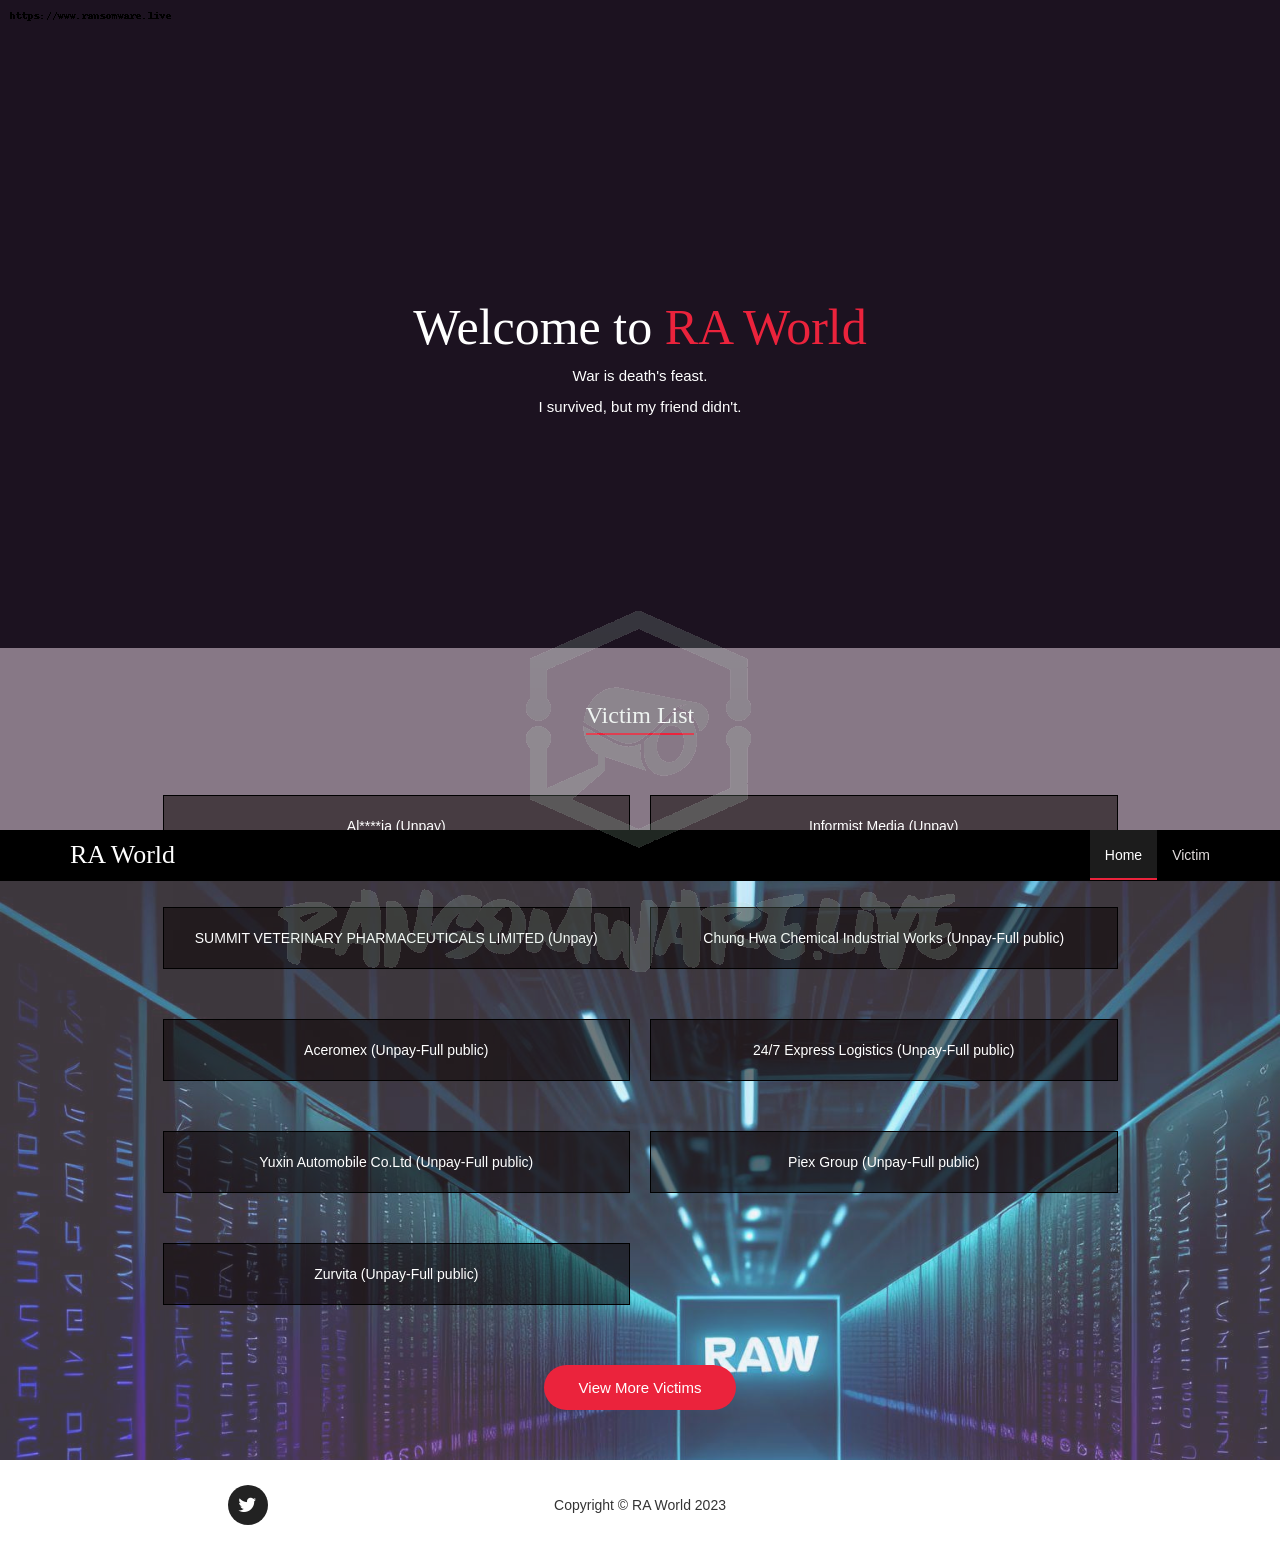 https://www.ransomware.live
Welcome to RA World
War is death's feast.
I survived, but my friend didn't.
Victim List
Al****ia (Unpay)
Informist Media (Unpay)
RA World
Home
Victim
RANSOMWARE.LIVE
SUMMIT VETERINARY PHARMACEUTICALS LIMITED (Unpay)
Chung Hwa Chemical Industrial Works (Unpay-Full public)
Aceromex (Unpay-Full public)
24/7 Express Logistics (Unpay-Full public)
Yuxin Automobile Co.Ltd (Unpay-Full public)
Piex Group (Unpay-Full public)
Zurvita (Unpay-Full public)
RAW
View More Victims
Copyright © RA World 2023